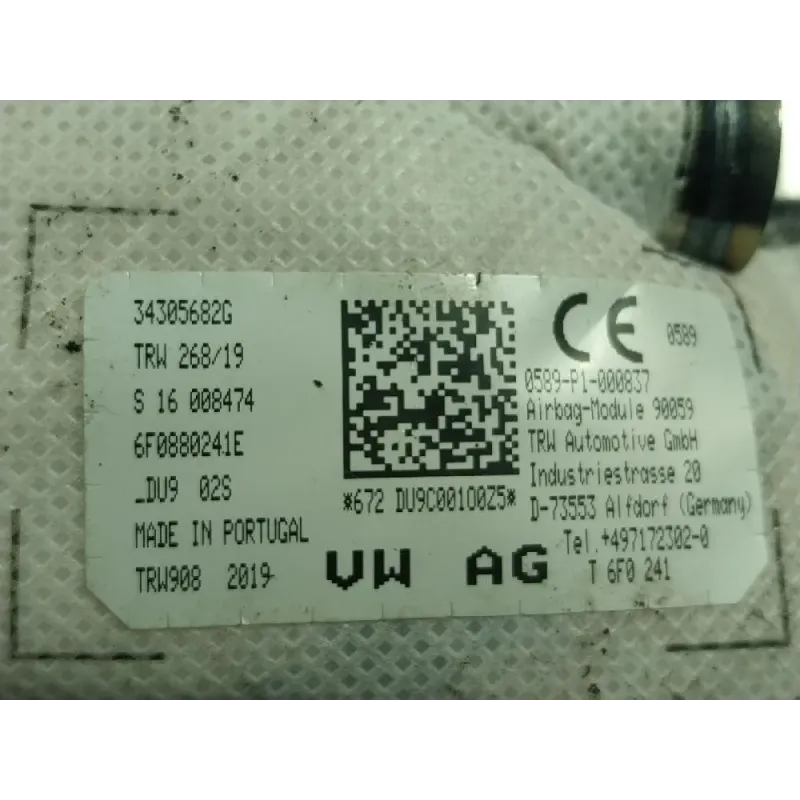 34305682G
TRW 268/19
S 16 008474
6F0880241E
_DU9 02S
MADE IN PORTUGAL
TRW908 2019
*672 DU9C00100Z5*
VW AG
CE 0589
0589-P1-000837
Airbag-Module 90059
TRW Automotive GmbH
Industriestrasse 20
D-73553 Alfdorf (Germany)
Tel.+497172302-0
T 6F0 241